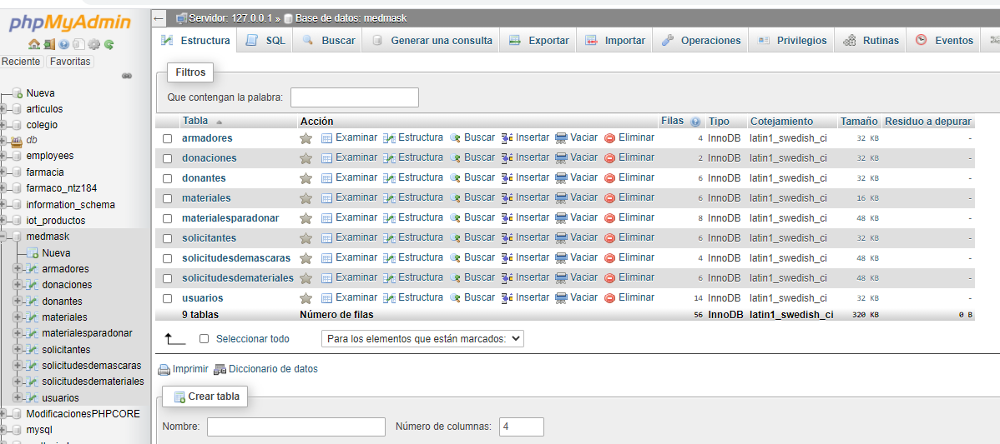 phpMyAdmin
Reciente Favoritas
Nueva
articulos
colegio
db
employees
farmacia
farmaco_ntz184
information_schema
iot_productos
medmask
Nueva
armadores
donaciones
donantes
materiales
materialesparadonar
solicitantes
solicitudesdemascaras
solicitudesdemateriales
usuarios
ModificacionesPHPCORE
mysql
Servidor: 127.0.0.1 » Base de datos: medmask
Estructura SQL Buscar Generar una consulta Exportar Importar Operaciones Privilegios Rutinas Eventos
Filtros
Que contengan la palabra:
Tabla Acción Filas Tipo Cotejamiento Tamaño Residuo a depurar
armadores Examinar Estructura Buscar Insertar Vaciar Eliminar 4 InnoDB latin1_swedish_ci 32 KB -
donaciones Examinar Estructura Buscar Insertar Vaciar Eliminar 2 InnoDB latin1_swedish_ci 32 KB -
donantes Examinar Estructura Buscar Insertar Vaciar Eliminar 6 InnoDB latin1_swedish_ci 32 KB -
materiales Examinar Estructura Buscar Insertar Vaciar Eliminar 6 InnoDB latin1_swedish_ci 16 KB -
materialesparadonar Examinar Estructura Buscar Insertar Vaciar Eliminar 8 InnoDB latin1_swedish_ci 48 KB -
solicitantes Examinar Estructura Buscar Insertar Vaciar Eliminar 6 InnoDB latin1_swedish_ci 32 KB -
solicitudesdemascaras Examinar Estructura Buscar Insertar Vaciar Eliminar 4 InnoDB latin1_swedish_ci 48 KB -
solicitudesdemateriales Examinar Estructura Buscar Insertar Vaciar Eliminar 6 InnoDB latin1_swedish_ci 48 KB -
usuarios Examinar Estructura Buscar Insertar Vaciar Eliminar 14 InnoDB latin1_swedish_ci 32 KB -
9 tablas Número de filas 56 InnoDB latin1_swedish_ci 320 KB 0 B
Seleccionar todo Para los elementos que están marcados:
Imprimir Diccionario de datos
Crear tabla
Nombre: Número de columnas: 4